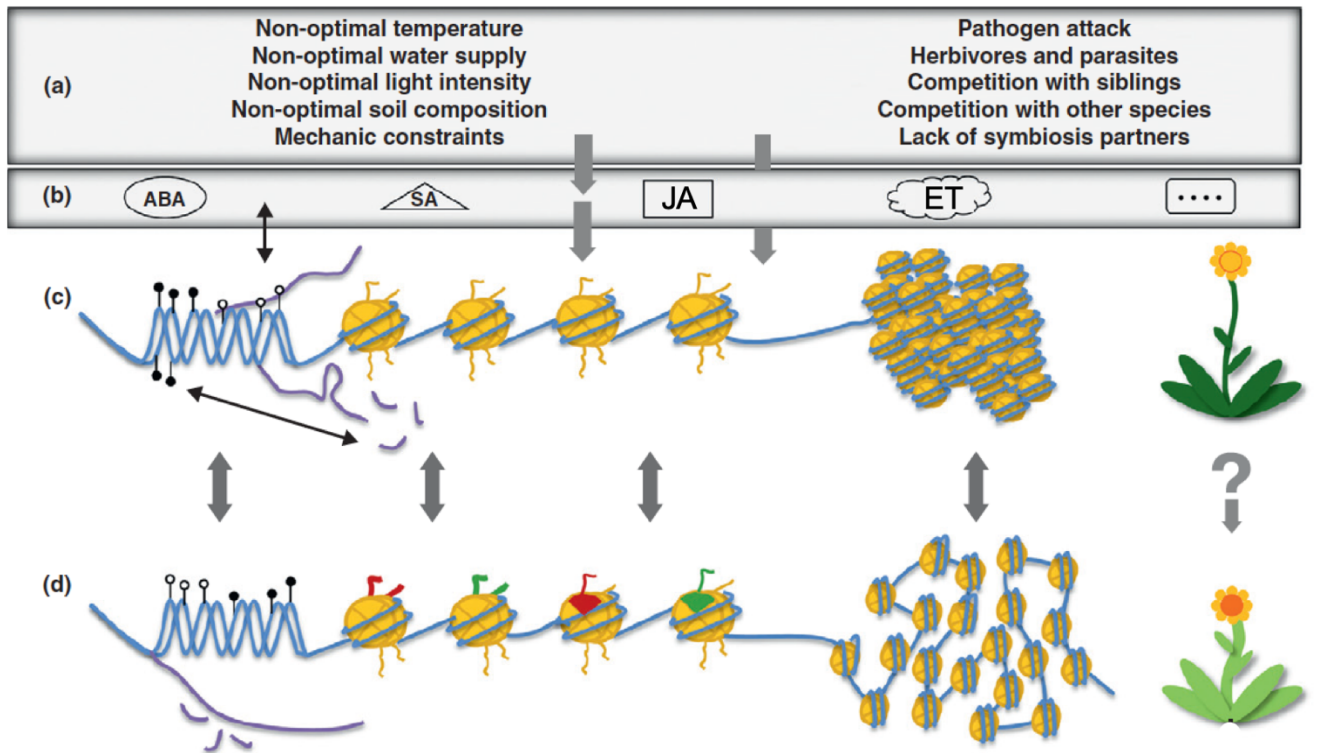 (a)
Non-optimal temperature
Non-optimal water supply
Non-optimal light intensity
Non-optimal soil composition
Mechanic constraints
Pathogen attack
Herbivores and parasites
Competition with siblings
Competition with other species
Lack of symbiosis partners
(b)
ABA
SA
JA
ET
....
(c)
?
(d)